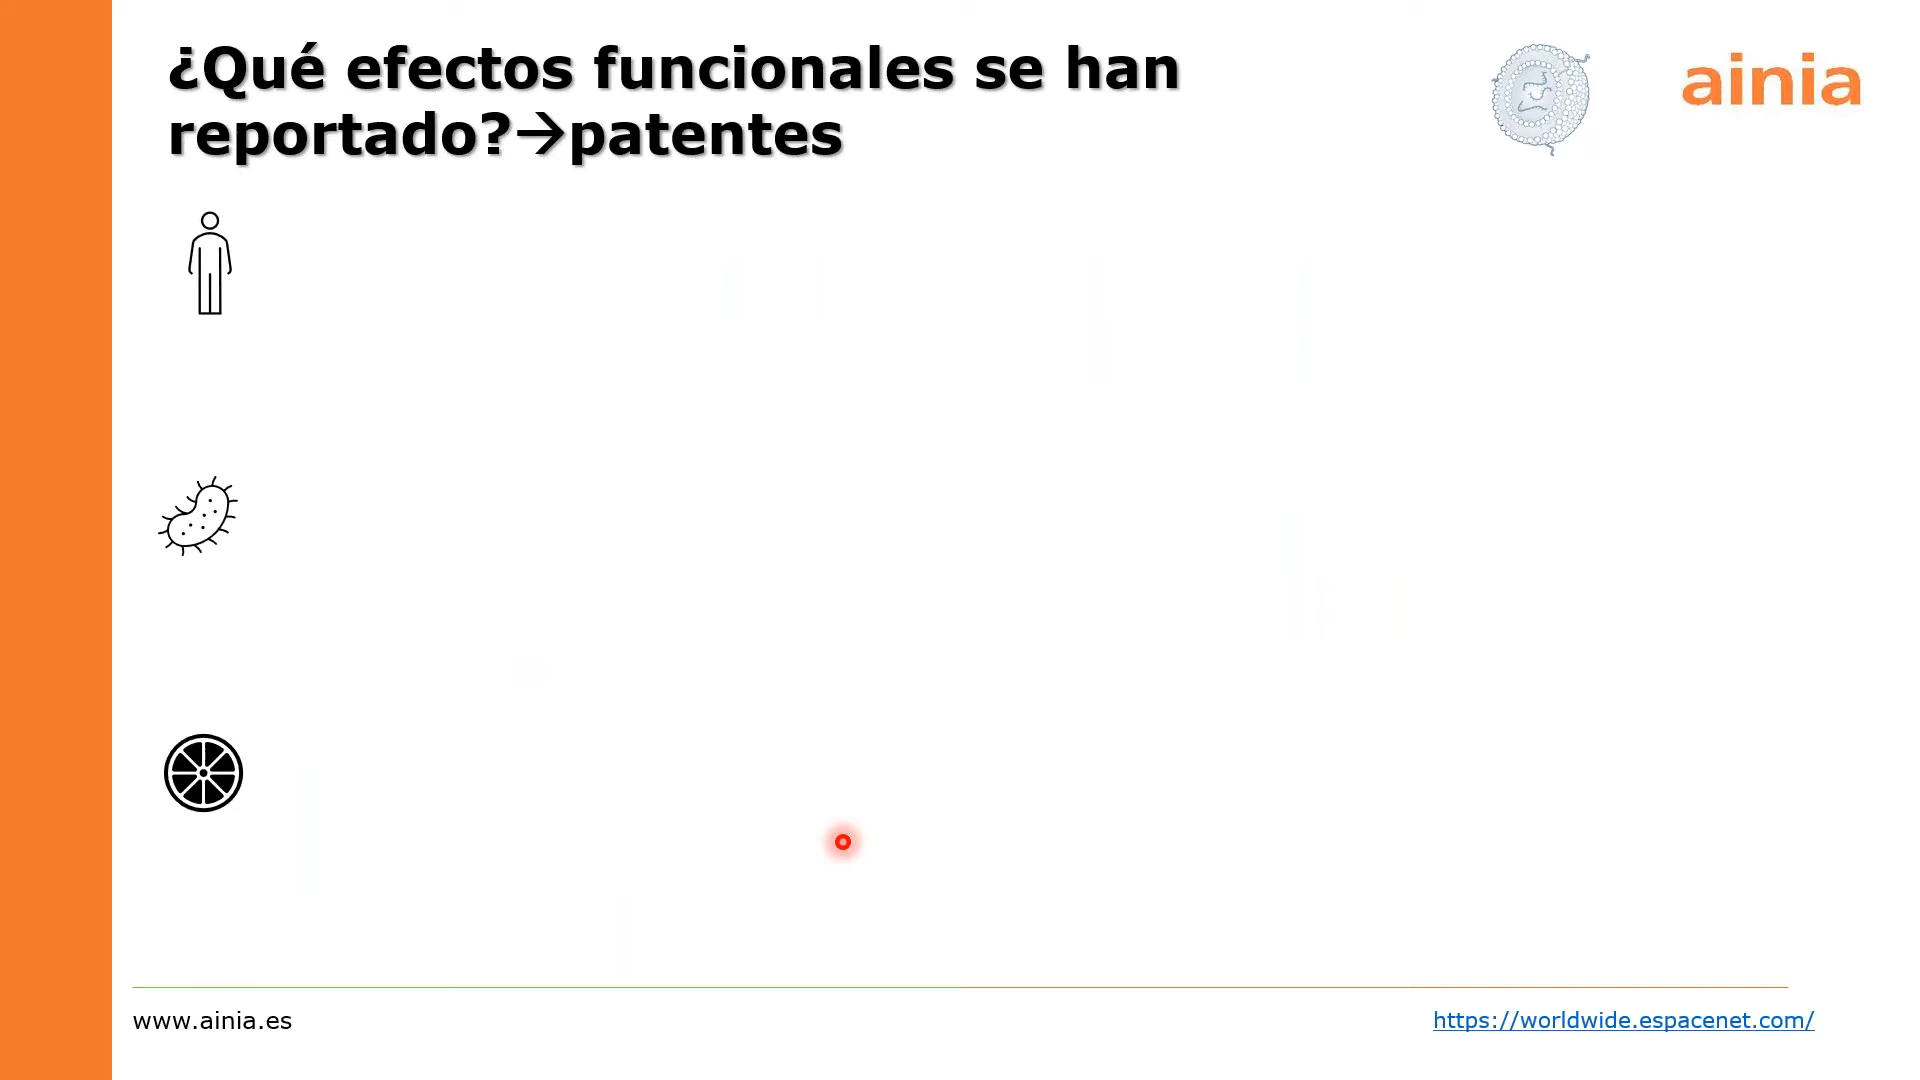 ¿Qué efectos funcionales se han
reportado?→patentes
ainia
www.ainia.es
https://worldwide.espacenet.com/